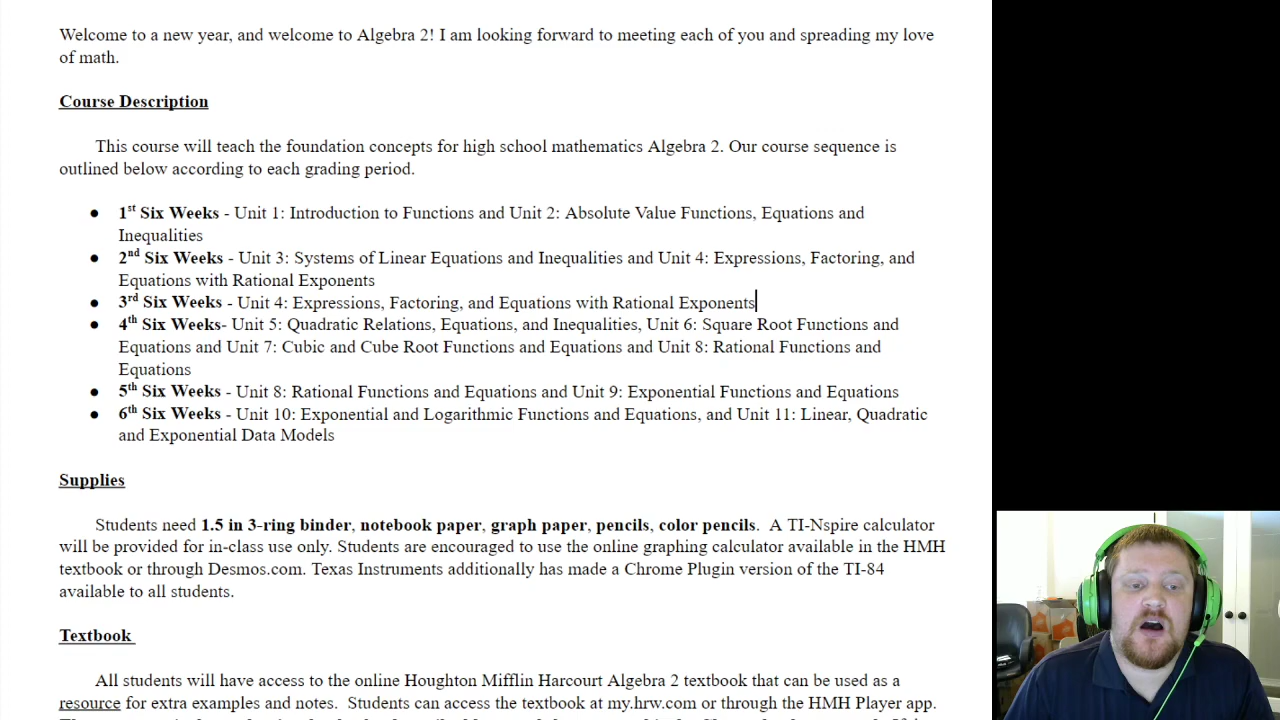 Welcome to a new year, and welcome to Algebra 2! I am looking forward to meeting each of you and spreading my love
of math.
Course Description
This course will teach the foundation concepts for high school mathematics Algebra 2. Our course sequence is
outlined below according to each grading period.
● 1st Six Weeks - Unit 1: Introduction to Functions and Unit 2: Absolute Value Functions, Equations and
Inequalities
● 2nd Six Weeks - Unit 3: Systems of Linear Equations and Inequalities and Unit 4: Expressions, Factoring, and
Equations with Rational Exponents
● 3rd Six Weeks - Unit 4: Expressions, Factoring, and Equations with Rational Exponents
● 4th Six Weeks- Unit 5: Quadratic Relations, Equations, and Inequalities, Unit 6: Square Root Functions and
Equations and Unit 7: Cubic and Cube Root Functions and Equations and Unit 8: Rational Functions and
Equations
● 5th Six Weeks - Unit 8: Rational Functions and Equations and Unit 9: Exponential Functions and Equations
● 6th Six Weeks - Unit 10: Exponential and Logarithmic Functions and Equations, and Unit 11: Linear, Quadratic
and Exponential Data Models
Supplies
Students need 1.5 in 3-ring binder, notebook paper, graph paper, pencils, color pencils. A TI-Nspire calculator
will be provided for in-class use only. Students are encouraged to use the online graphing calculator available in the HMH
textbook or through Desmos.com. Texas Instruments additionally has made a Chrome Plugin version of the TI-84
available to all students.
Textbook
All students will have access to the online Houghton Mifflin Harcourt Algebra 2 textbook that can be used as a
resource for extra examples and notes. Students can access the textbook at my.hrw.com or through the HMH Player app.